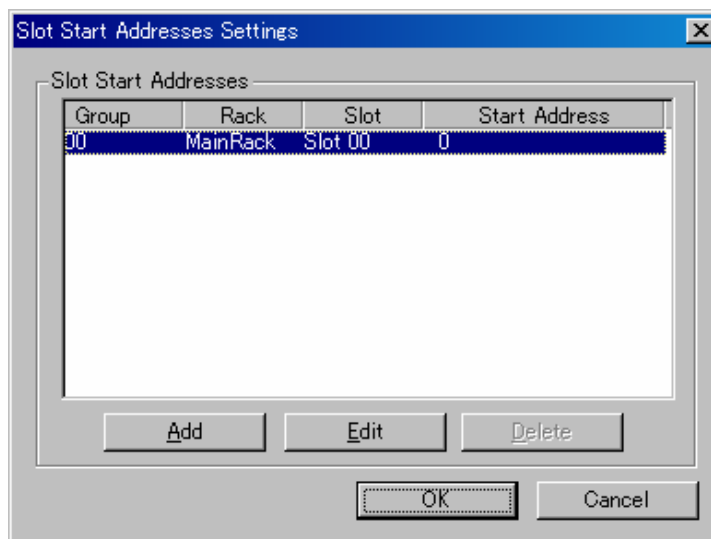 Slot Start Addresses Settings
Slot Start Addresses
Group Rack Slot Start Address
00 MainRack Slot 00 0
Add Edit Delete
OK Cancel